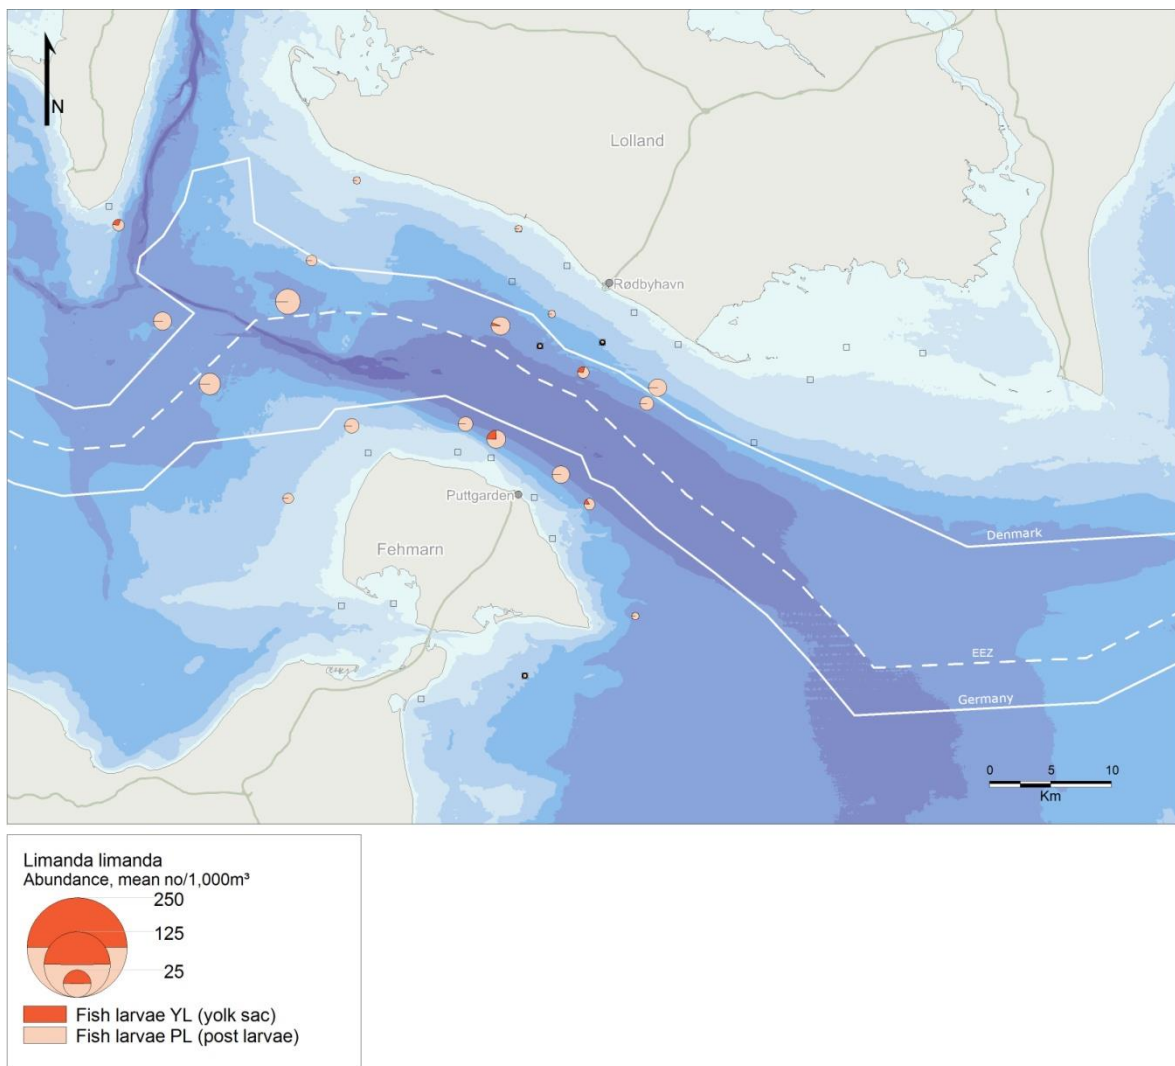 N
Lolland
Rødbyhavn
Puttgarden
Fehmarn
Denmark
EEZ
Germany
0 5 10
Km
Limanda limanda
Abundance, mean no/1,000m³
250
125
25
Fish larvae YL (yolk sac)
Fish larvae PL (post larvae)